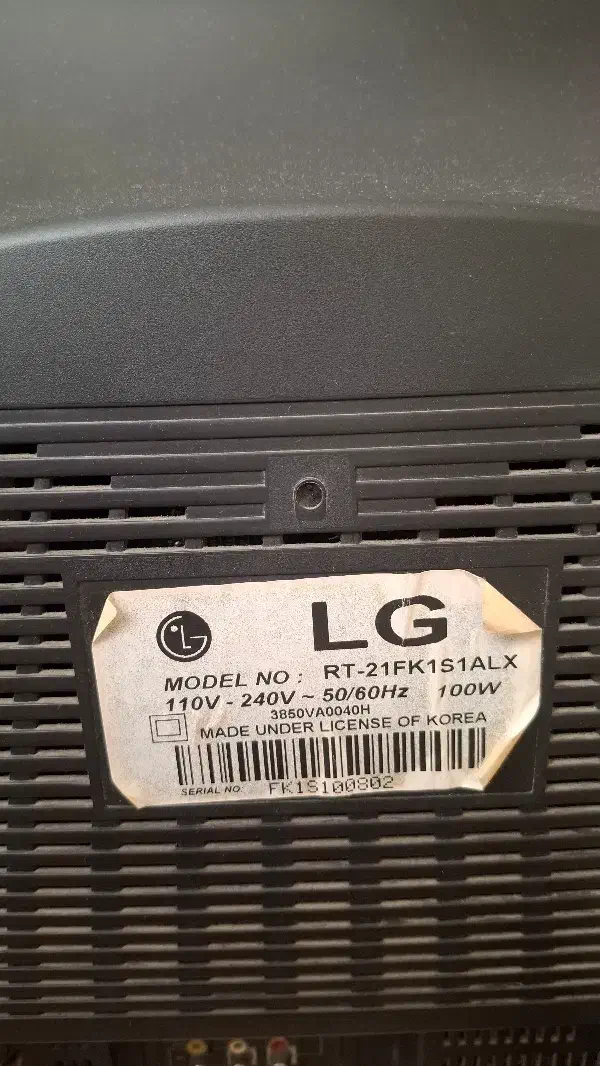 LG
MODEL NO : RT-21FK1S1ALX
110V - 240V ~ 50/60Hz 100W
3850VA0040H
MADE UNDER LICENSE OF KOREA
SERIAL NO. FK1S100802